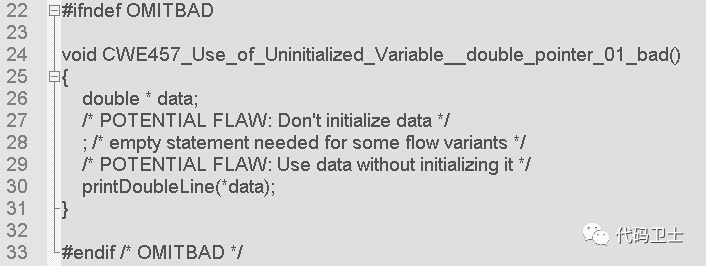 22 #ifndef OMITBAD
23
24 void CWE457_Use_of_Uninitialized_Variable__double_pointer_01_bad()
25 {
26 double * data;
27 /* POTENTIAL FLAW: Don't initialize data */
28 ; /* empty statement needed for some flow variants */
29 /* POTENTIAL FLAW: Use data without initializing it */
30 printDoubleLine(*data);
31 }
32
33 #endif /* OMITBAD */
代码卫士